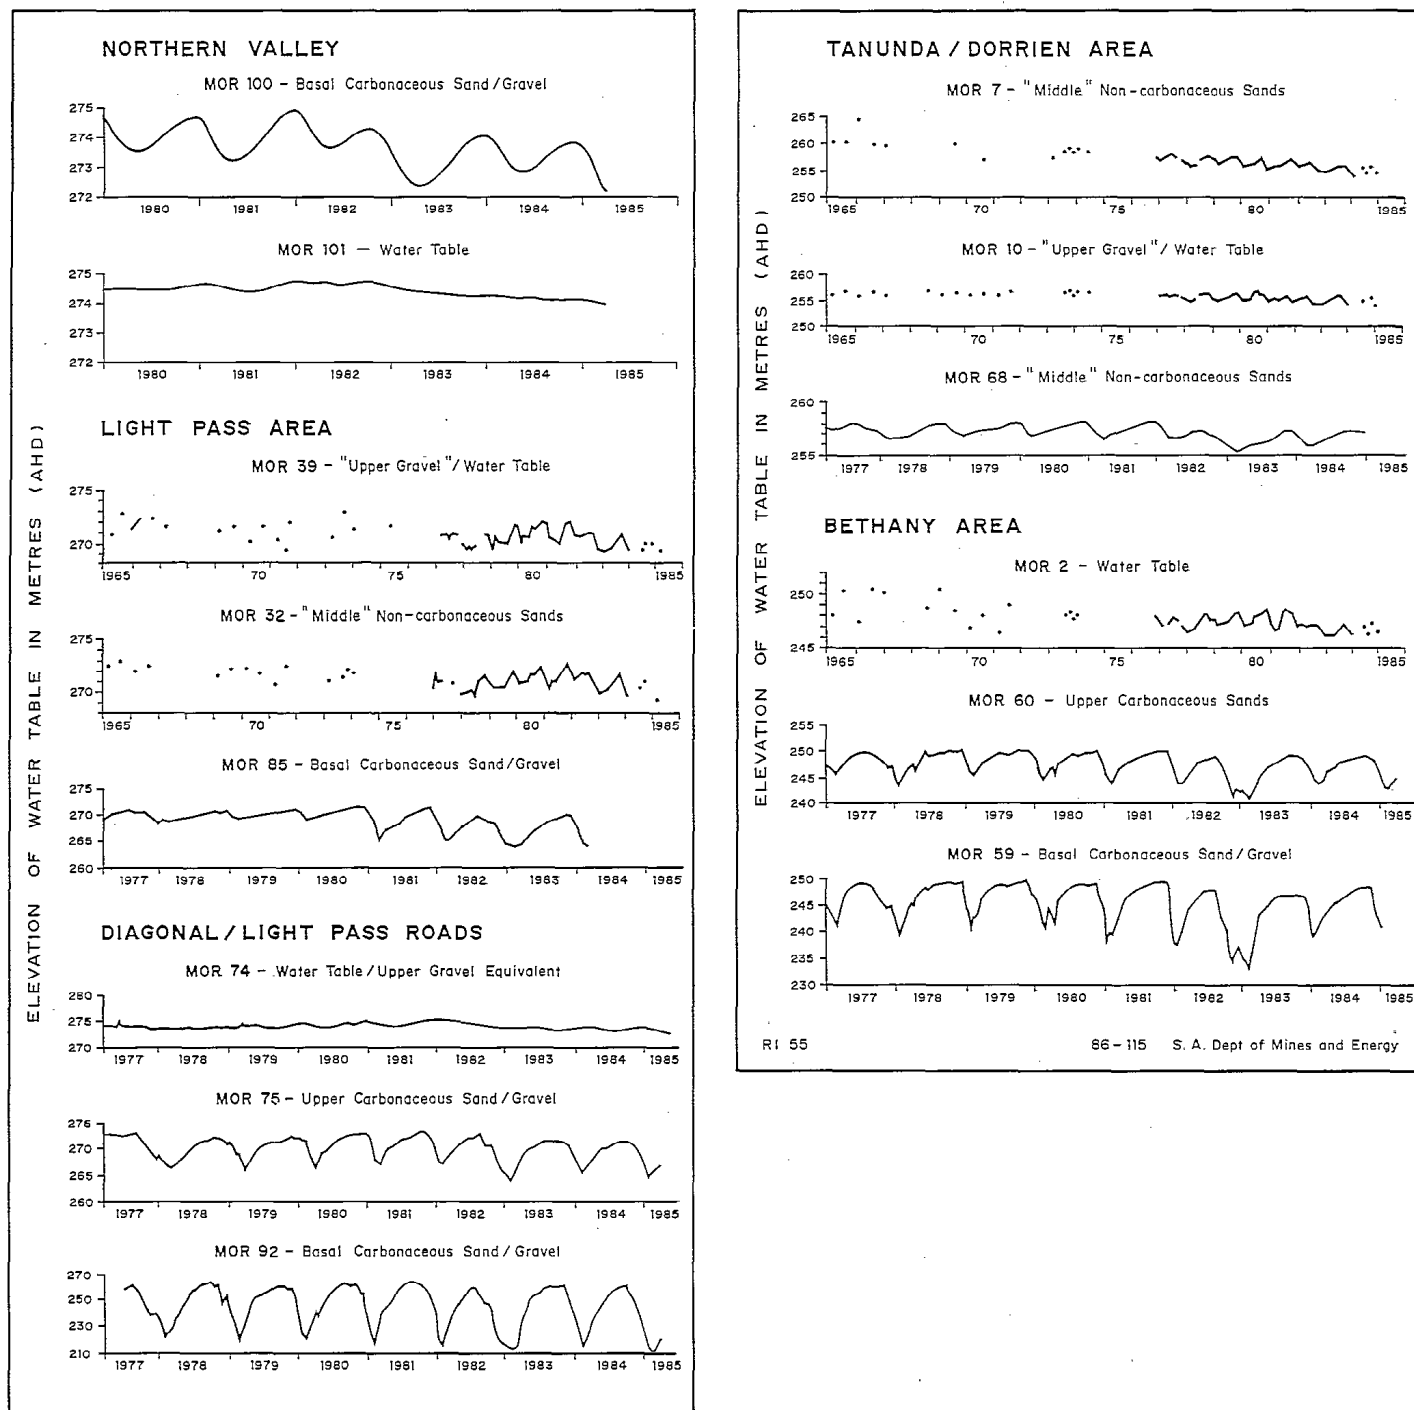 NORTHERN VALLEY
MOR 100 - Basal Carbonaceous Sand/Gravel
275
274
273
272
1980 1981 1982 1983 1984 1985
MOR 101 — Water Table
275
274
273
272
1980 1981 1982 1983 1984 1985
LIGHT PASS AREA
MOR 39 - "Upper Gravel"/Water Table
275
270
1965 70 75 80 1985
MOR 32 - "Middle" Non-carbonaceous Sands
275
270
1965 70 75 80 1985
MOR 85 - Basal Carbonaceous Sand/Gravel
275
270
265
260
1977 1978 1979 1980 1981 1982 1983 1984 1985
DIAGONAL/LIGHT PASS ROADS
MOR 74 - Water Table/Upper Gravel Equivalent
280
275
270
1977 1978 1979 1980 1981 1982 1983 1984 1985
MOR 75 - Upper Carbonaceous Sand/Gravel
275
270
265
260
1977 1978 1979 1980 1981 1982 1983 1984 1985
MOR 92 - Basal Carbonaceous Sand/Gravel
270
250
230
210
1977 1978 1979 1980 1981 1982 1983 1984 1985
ELEVATION OF WATER TABLE IN METRES (AHD)
TANUNDA/DORRIEN AREA
MOR 7 - "Middle" Non-carbonaceous Sands
265
260
255
250
1965 70 75 80 1985
MOR 10 - "Upper Gravel"/Water Table
260
255
250
1965 70 75 80 1985
MOR 68 - "Middle" Non-carbonaceous Sands
260
255
1977 1978 1979 1980 1981 1982 1983 1984 1985
BETHANY AREA
MOR 2 - Water Table
250
245
1965 70 75 80 1985
MOR 60 - Upper Carbonaceous Sands
255
250
245
240
1977 1978 1979 1980 1981 1982 1983 1984 1985
MOR 59 - Basal Carbonaceous Sand/Gravel
250
245
240
235
230
1977 1978 1979 1980 1981 1982 1983 1984 1985
ELEVATION OF WATER TABLE IN METRES (AHD)
RI 55 86-115 S. A. Dept of Mines and Energy